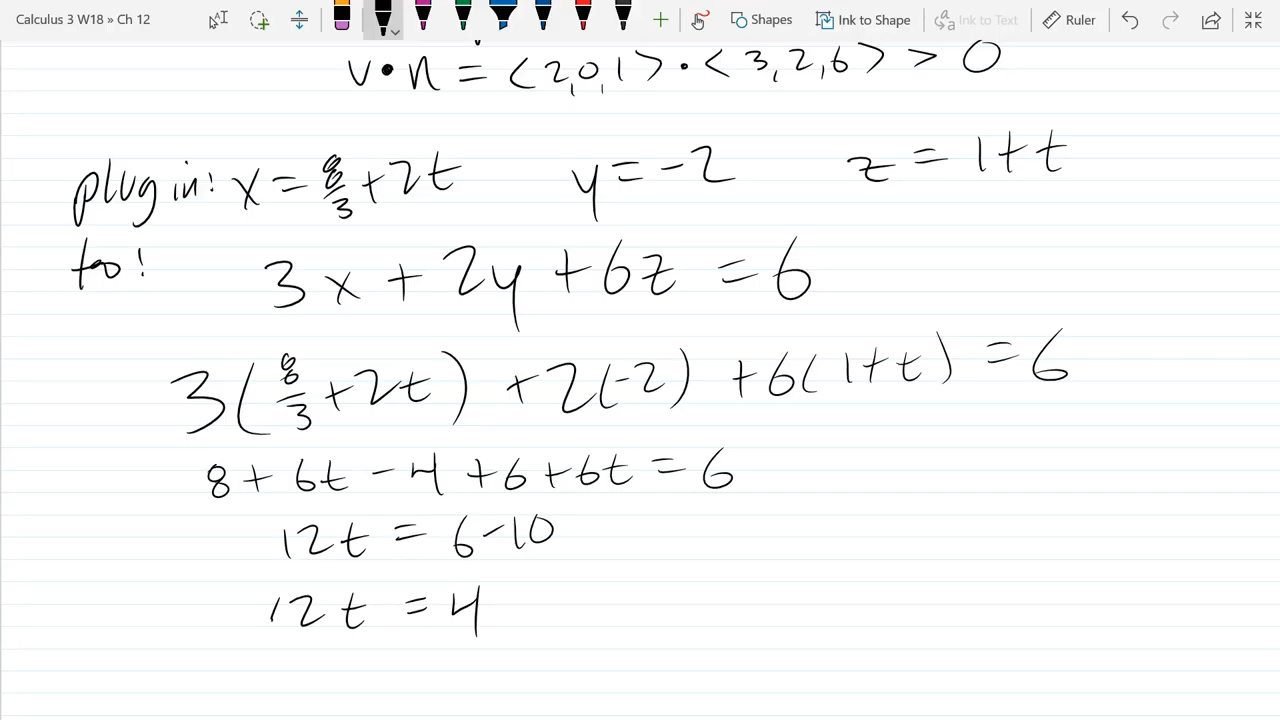 Calculus 3 W18 » Ch 12 Shapes Ink to Shape Ink to Text Ruler
v•n = <2,0,1> • <3,2,6> > 0
plug in: x = 8/3 + 2t y = -2 z = 1+t
to: 3x + 2y + 6z = 6
3(8/3 + 2t) + 2(-2) + 6(1+t) = 6
8 + 6t - 4 + 6 + 6t = 6
12t = 6-10
12t = 4